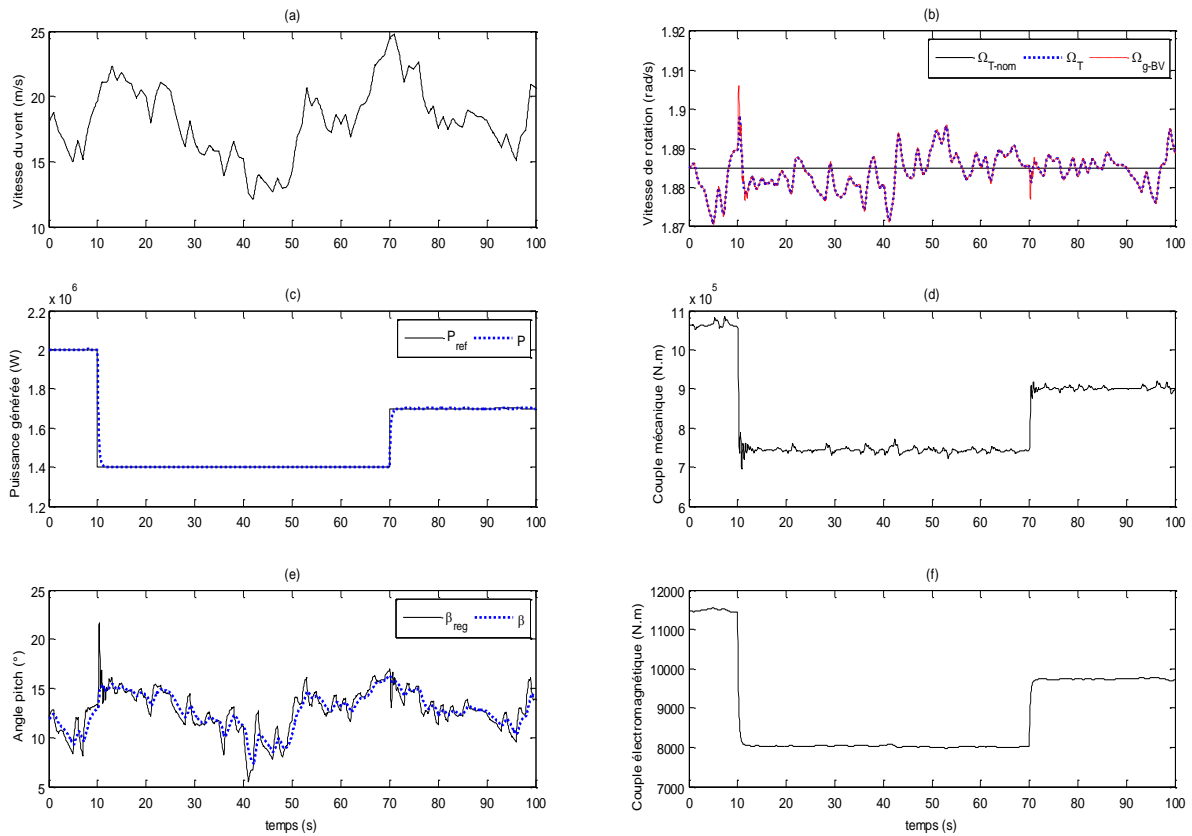 (a)
25
20
15
10
Vitesse du vent (m/s)
0 10 20 30 40 50 60 70 80 90 100
(b)
1.92
1.91
1.89
1.885
1.88
1.87
Vitesse de rotation (rad/s)
Ω_T-nom Ω_T Ω_g-BV
0 10 20 30 40 50 60 70 80 90 100
(c)
x 10^6
2.2
2
1.8
1.6
1.4
1.2
Puissance générée (W)
P_ref P
0 10 20 30 40 50 60 70 80 90 100
(d)
x 10^5
11
10
9
8
7
6
Couple mécanique (N.m)
0 10 20 30 40 50 60 70 80 90 100
(e)
25
20
15
10
5
Angle pitch (°)
β_reg β
0 10 20 30 40 50 60 70 80 90 100
temps (s)
(f)
12000
11000
10000
9000
8000
7000
Couple électromagnétique (N.m)
0 10 20 30 40 50 60 70 80 90 100
temps (s)